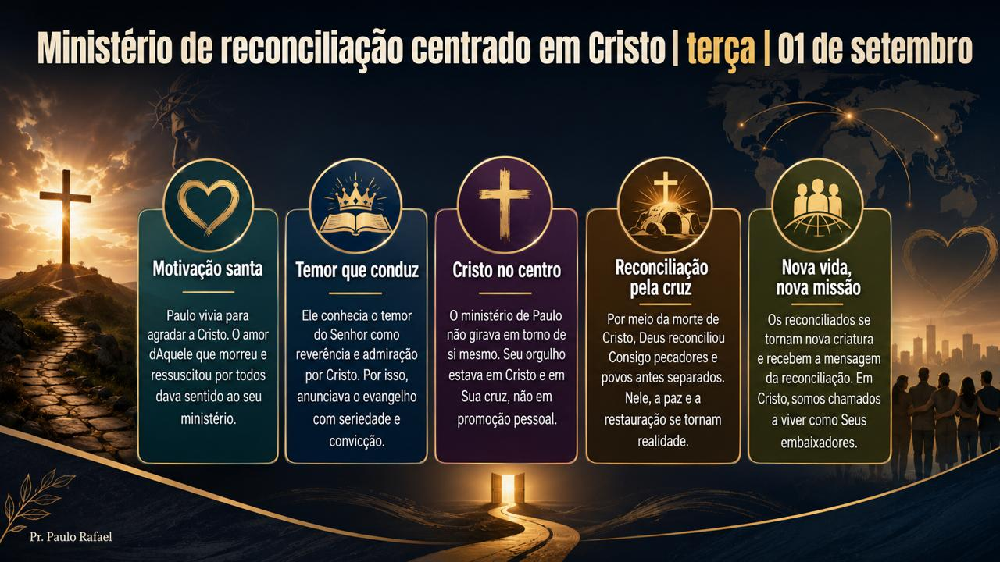 Ministério de reconciliação centrado em Cristo | terça | 01 de setembro
Motivação santa
Paulo vivia para
agradar a Cristo. O amor
dAquele que morreu e
ressuscitou por todos
dava sentido ao seu
ministério.
Temor que conduz
Ele conhecia o temor
do Senhor como
reverência e admiração
por Cristo. Por isso,
anunciava o evangelho
com seriedade e
convicção.
Cristo no centro
O ministério de Paulo
não girava em torno de
si mesmo. Seu orgulho
estava em Cristo e em
Sua cruz, não em
promoção pessoal.
Reconciliação
pela cruz
Por meio da morte de
Cristo, Deus reconciliou
Consigo pecadores e
povos antes separados.
Nele, a paz e a
restauração se tornam
realidade.
Nova vida,
nova missão
Os reconciliados se
tornam nova criatura
e recebem a mensagem
da reconciliação. Em
Cristo, somos chamados
a viver como Seus
embaixadores.
Pr. Paulo Rafael